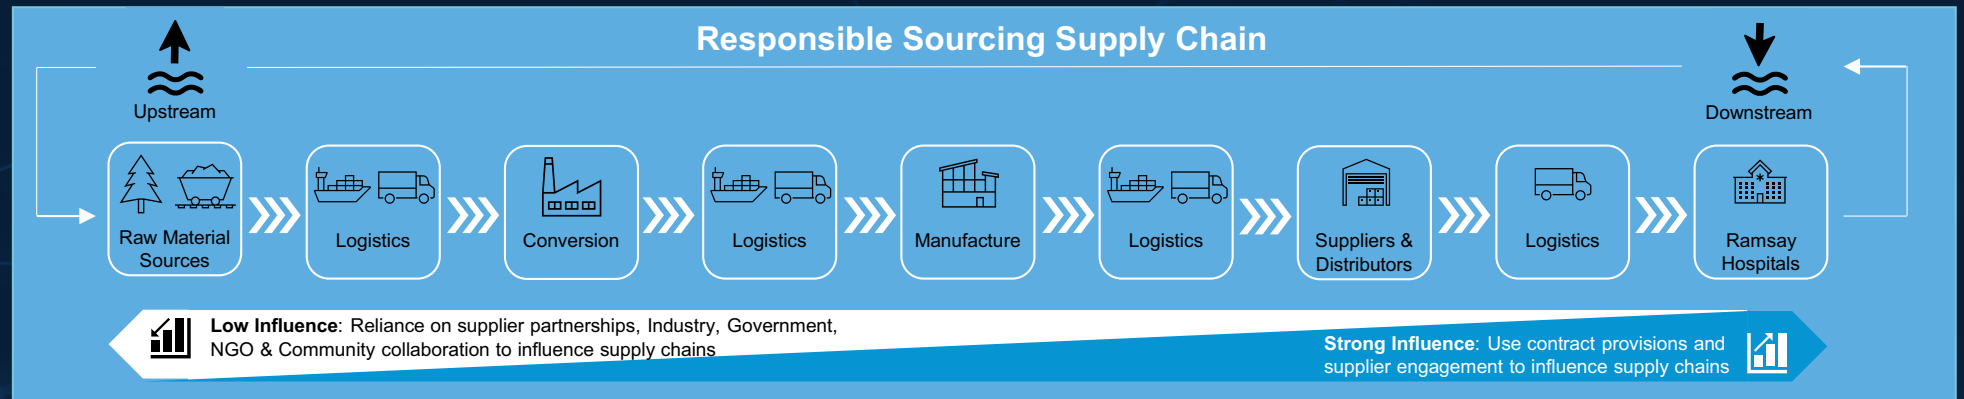 Responsible Sourcing Supply Chain
Upstream
Downstream
Raw Material
Sources
Logistics
Conversion
Logistics
Manufacture
Logistics
Suppliers &
Distributors
Logistics
Ramsay
Hospitals
Low Influence: Reliance on supplier partnerships, Industry, Government,
NGO & Community collaboration to influence supply chains
Strong Influence: Use contract provisions and
supplier engagement to influence supply chains